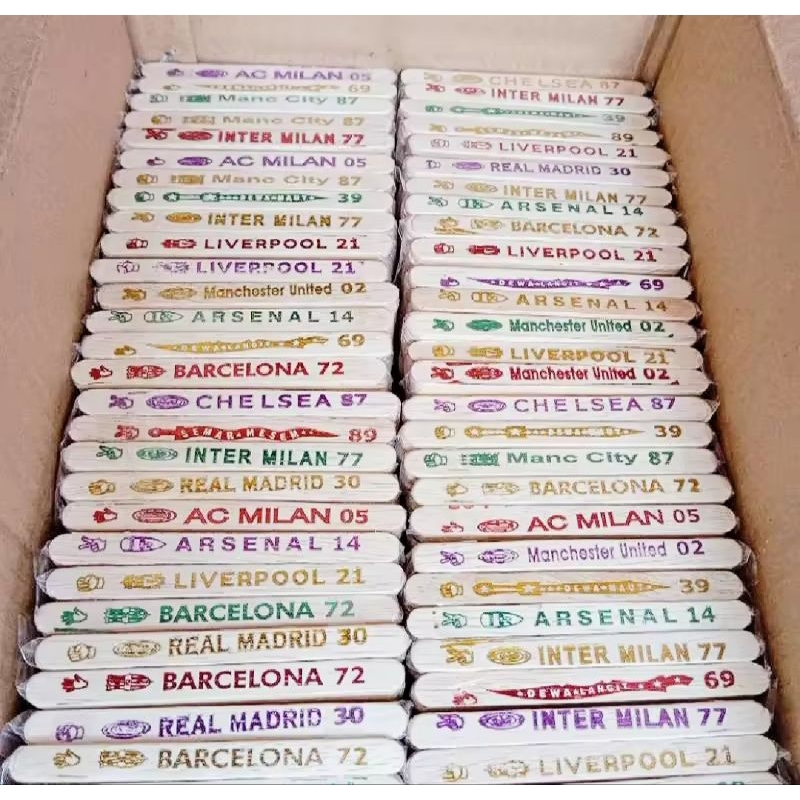 AC MILAN 05
69
Manc City 87
Manc City 87
INTER MILAN 77
AC MILAN 05
Manc City 87
39
INTER MILAN 77
LIVERPOOL 21
LIVERPOOL 21
Manchester United 02
ARSENAL 14
69
BARCELONA 72
CHELSEA 87
89
INTER MILAN 77
REAL MADRID 30
AC MILAN 05
ARSENAL 14
LIVERPOOL 21
BARCELONA 72
REAL MADRID 30
BARCELONA 72
REAL MADRID 30
BARCELONA 72
CHELSEA 87
INTER MILAN 77
39
89
LIVERPOOL 21
REAL MADRID 30
INTER MILAN 77
ARSENAL 14
BARCELONA 72
LIVERPOOL 21
DEWA LANGIT 69
ARSENAL 14
Manchester United 02
LIVERPOOL 21
Manchester United 02
CHELSEA 87
39
Manc City 87
BARCELONA 72
AC MILAN 05
Manchester United 02
39
ARSENAL 14
INTER MILAN 77
DEWA LANGIT 69
INTER MILAN 77
LIVERPOOL 21